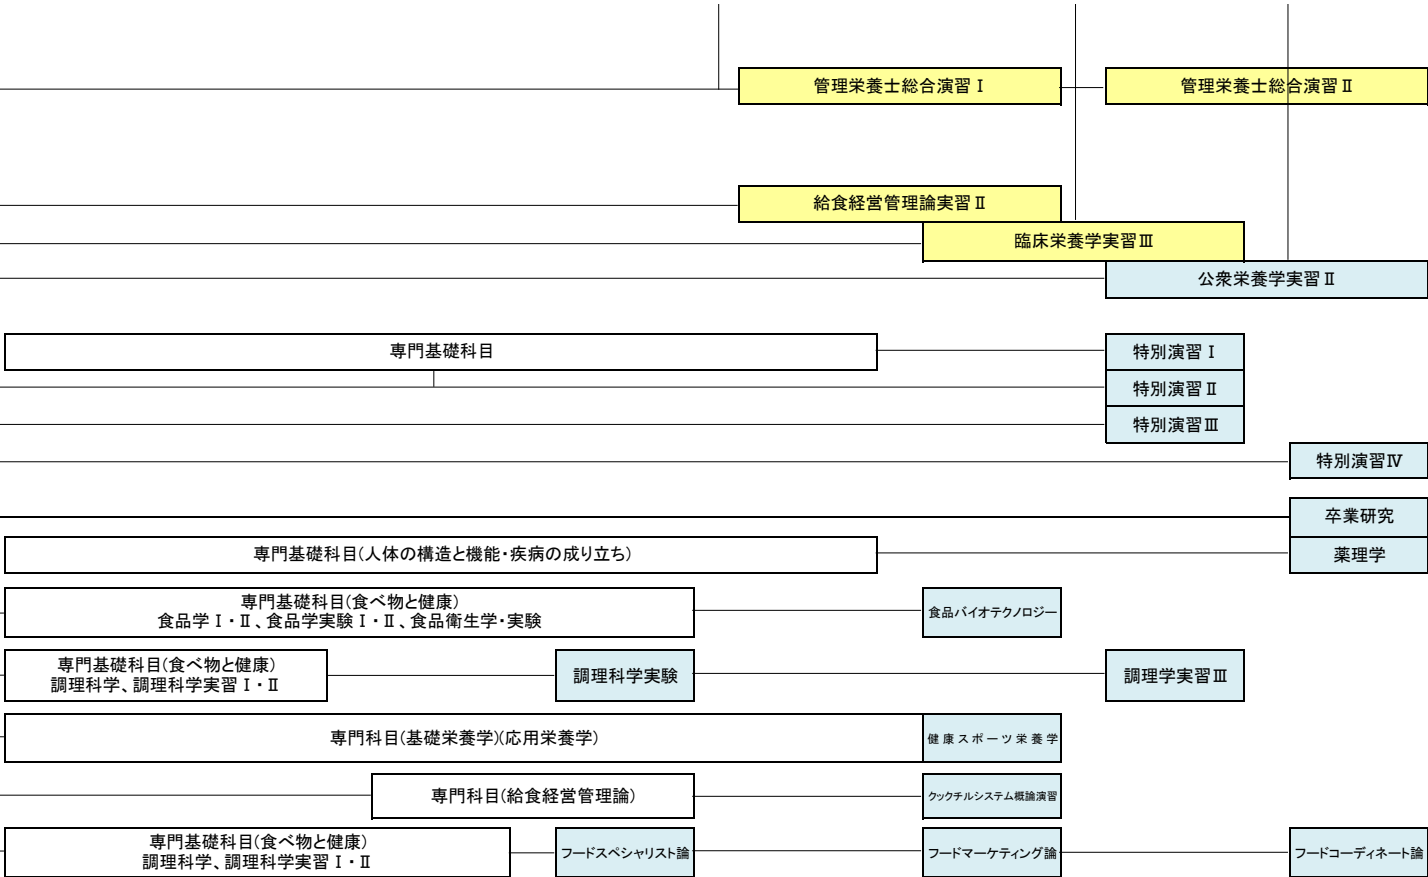 管理栄養士総合演習Ⅰ
管理栄養士総合演習Ⅱ
給食経営管理論実習Ⅱ
臨床栄養学実習Ⅲ
公衆栄養学実習Ⅱ
専門基礎科目
特別演習Ⅰ
特別演習Ⅱ
特別演習Ⅲ
特別演習Ⅳ
卒業研究
専門基礎科目(人体の構造と機能・疾病の成り立ち)
薬理学
専門基礎科目(食べ物と健康)
食品学Ⅰ・Ⅱ、食品学実験Ⅰ・Ⅱ、食品衛生学・実験
食品バイオテクノロジー
専門基礎科目(食べ物と健康)
調理科学、調理科学実習Ⅰ・Ⅱ
調理科学実験
調理学実習Ⅲ
専門科目(基礎栄養学)(応用栄養学)
健康スポーツ栄養学
専門科目(給食経営管理論)
クックチルシステム概論演習
専門基礎科目(食べ物と健康)
調理科学、調理科学実習Ⅰ・Ⅱ
フードスペシャリスト論
フードマーケティング論
フードコーディネート論